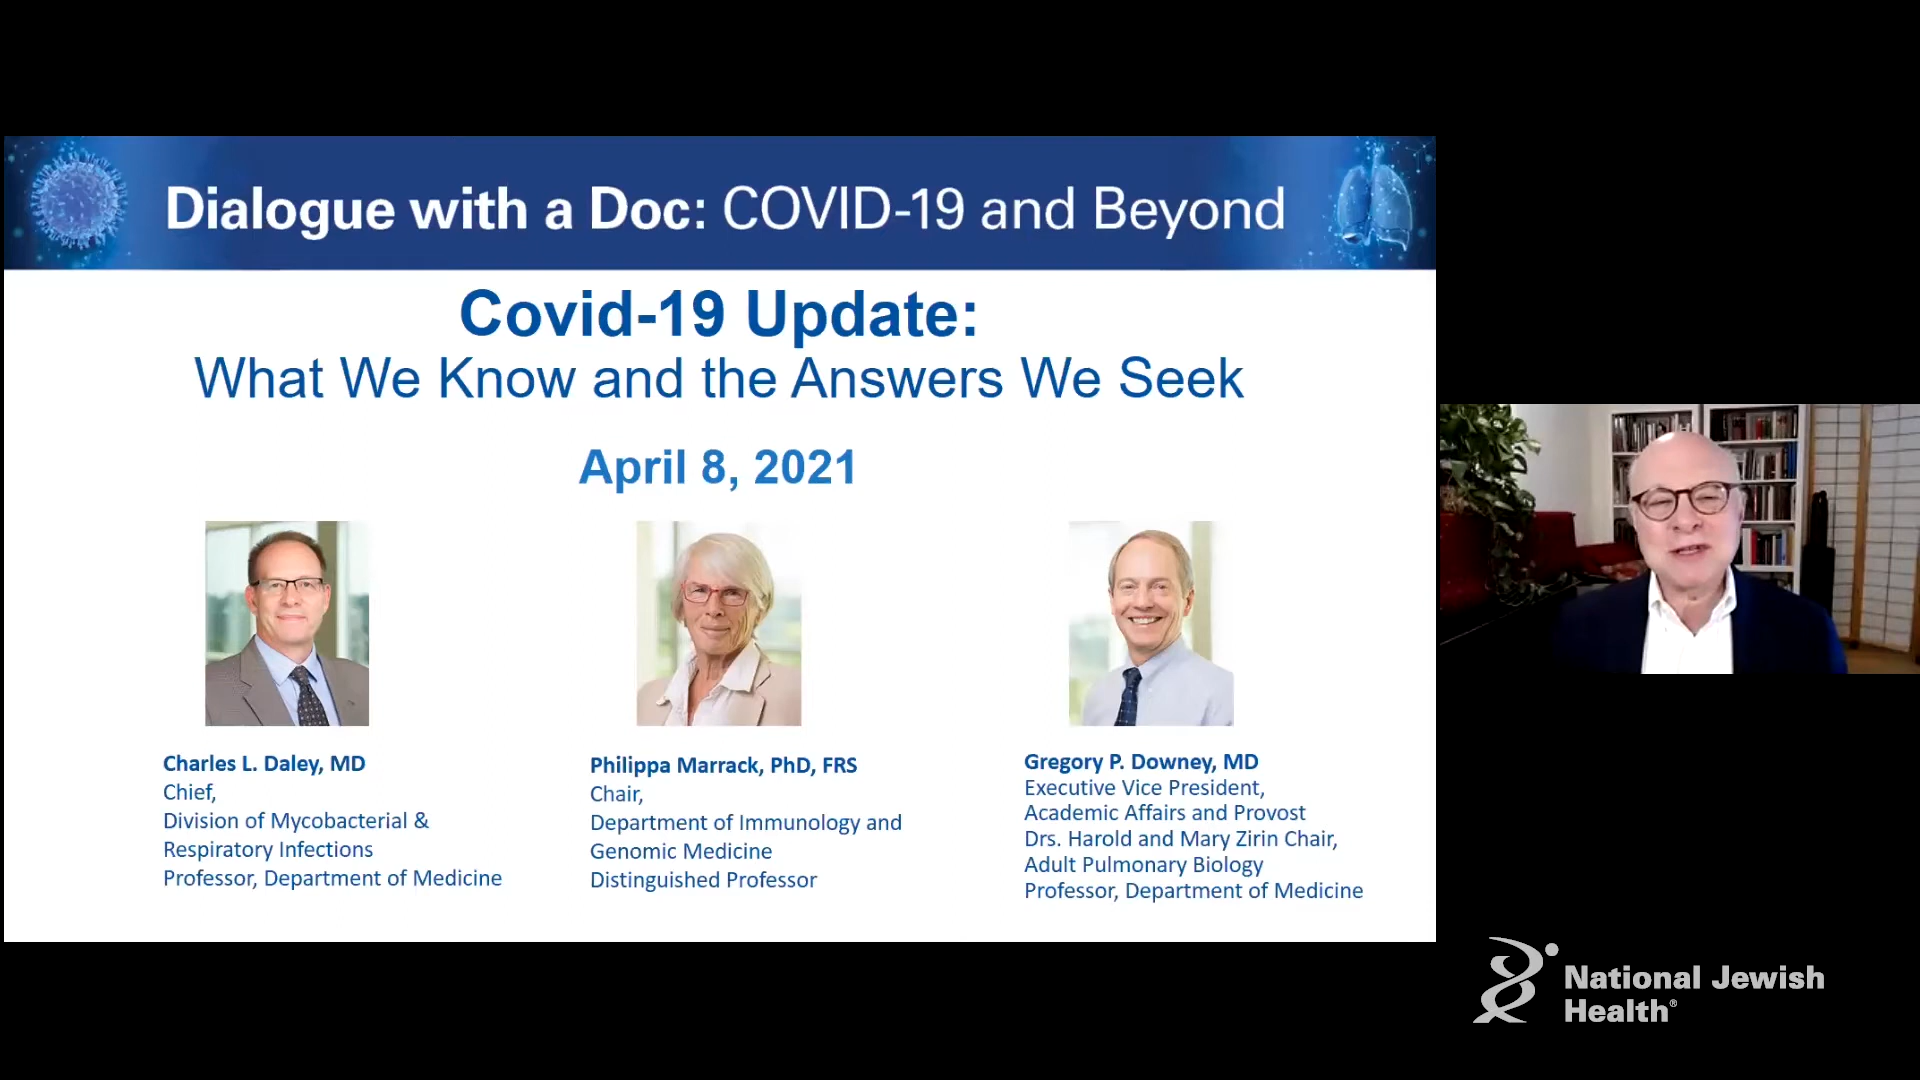 Dialogue with a Doc: COVID-19 and Beyond
Covid-19 Update:
What We Know and the Answers We Seek
April 8, 2021
Charles L. Daley, MD
Chief,
Division of Mycobacterial &
Respiratory Infections
Professor, Department of Medicine
Philippa Marrack, PhD, FRS
Chair,
Department of Immunology and
Genomic Medicine
Distinguished Professor
Gregory P. Downey, MD
Executive Vice President,
Academic Affairs and Provost
Drs. Harold and Mary Zirin Chair,
Adult Pulmonary Biology
Professor, Department of Medicine
National Jewish
Health®